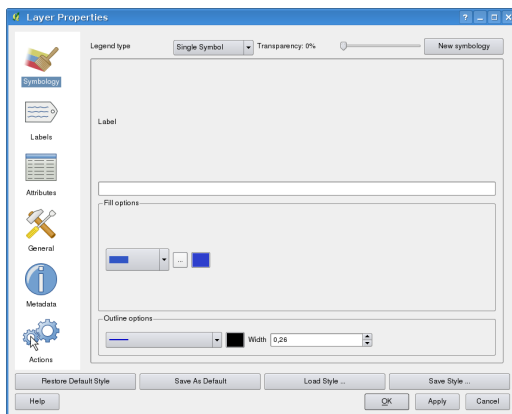 Layer Properties
Legend type
Single Symbol
Transparency: 0%
New symbology
Symbology
Labels
Attributes
General
Metadata
Actions
Label
Fill options
...
Outline options
Width
0,26
Restore Default Style
Save As Default
Load Style ...
Save Style ...
Help
OK
Apply
Cancel